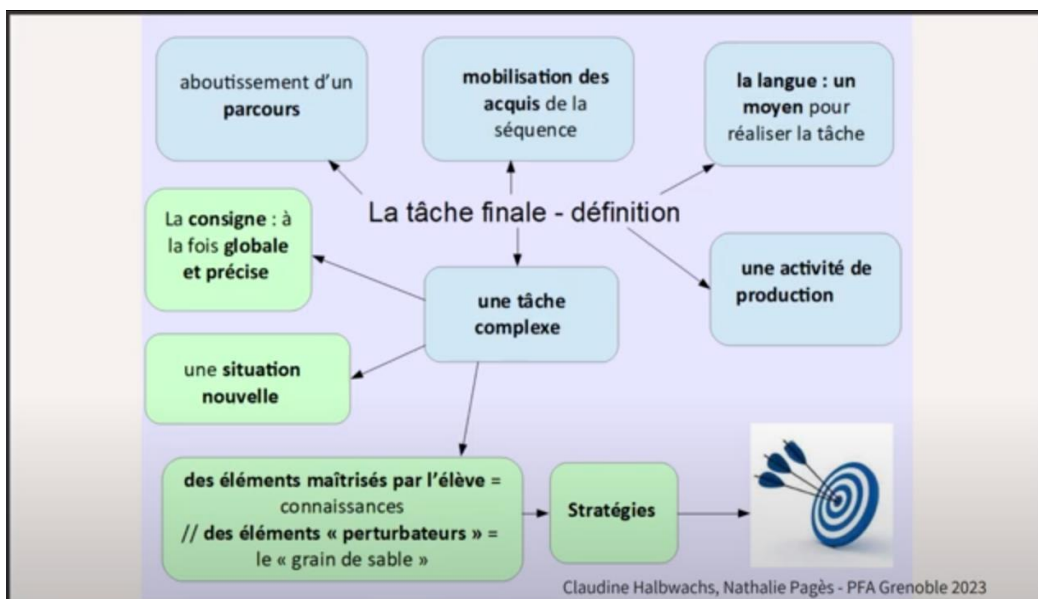 aboutissement d'un
parcours
mobilisation des
acquis de la
séquence
la langue : un
moyen pour
réaliser la tâche
La tâche finale - définition
La consigne : à
la fois globale
et précise
une activité de
production
une tâche
complexe
une situation
nouvelle
des éléments maîtrisés par l'élève =
connaissances
// des éléments « perturbateurs » =
le « grain de sable »
Stratégies
Claudine Halbwachs, Nathalie Pagès - PFA Grenoble 2023